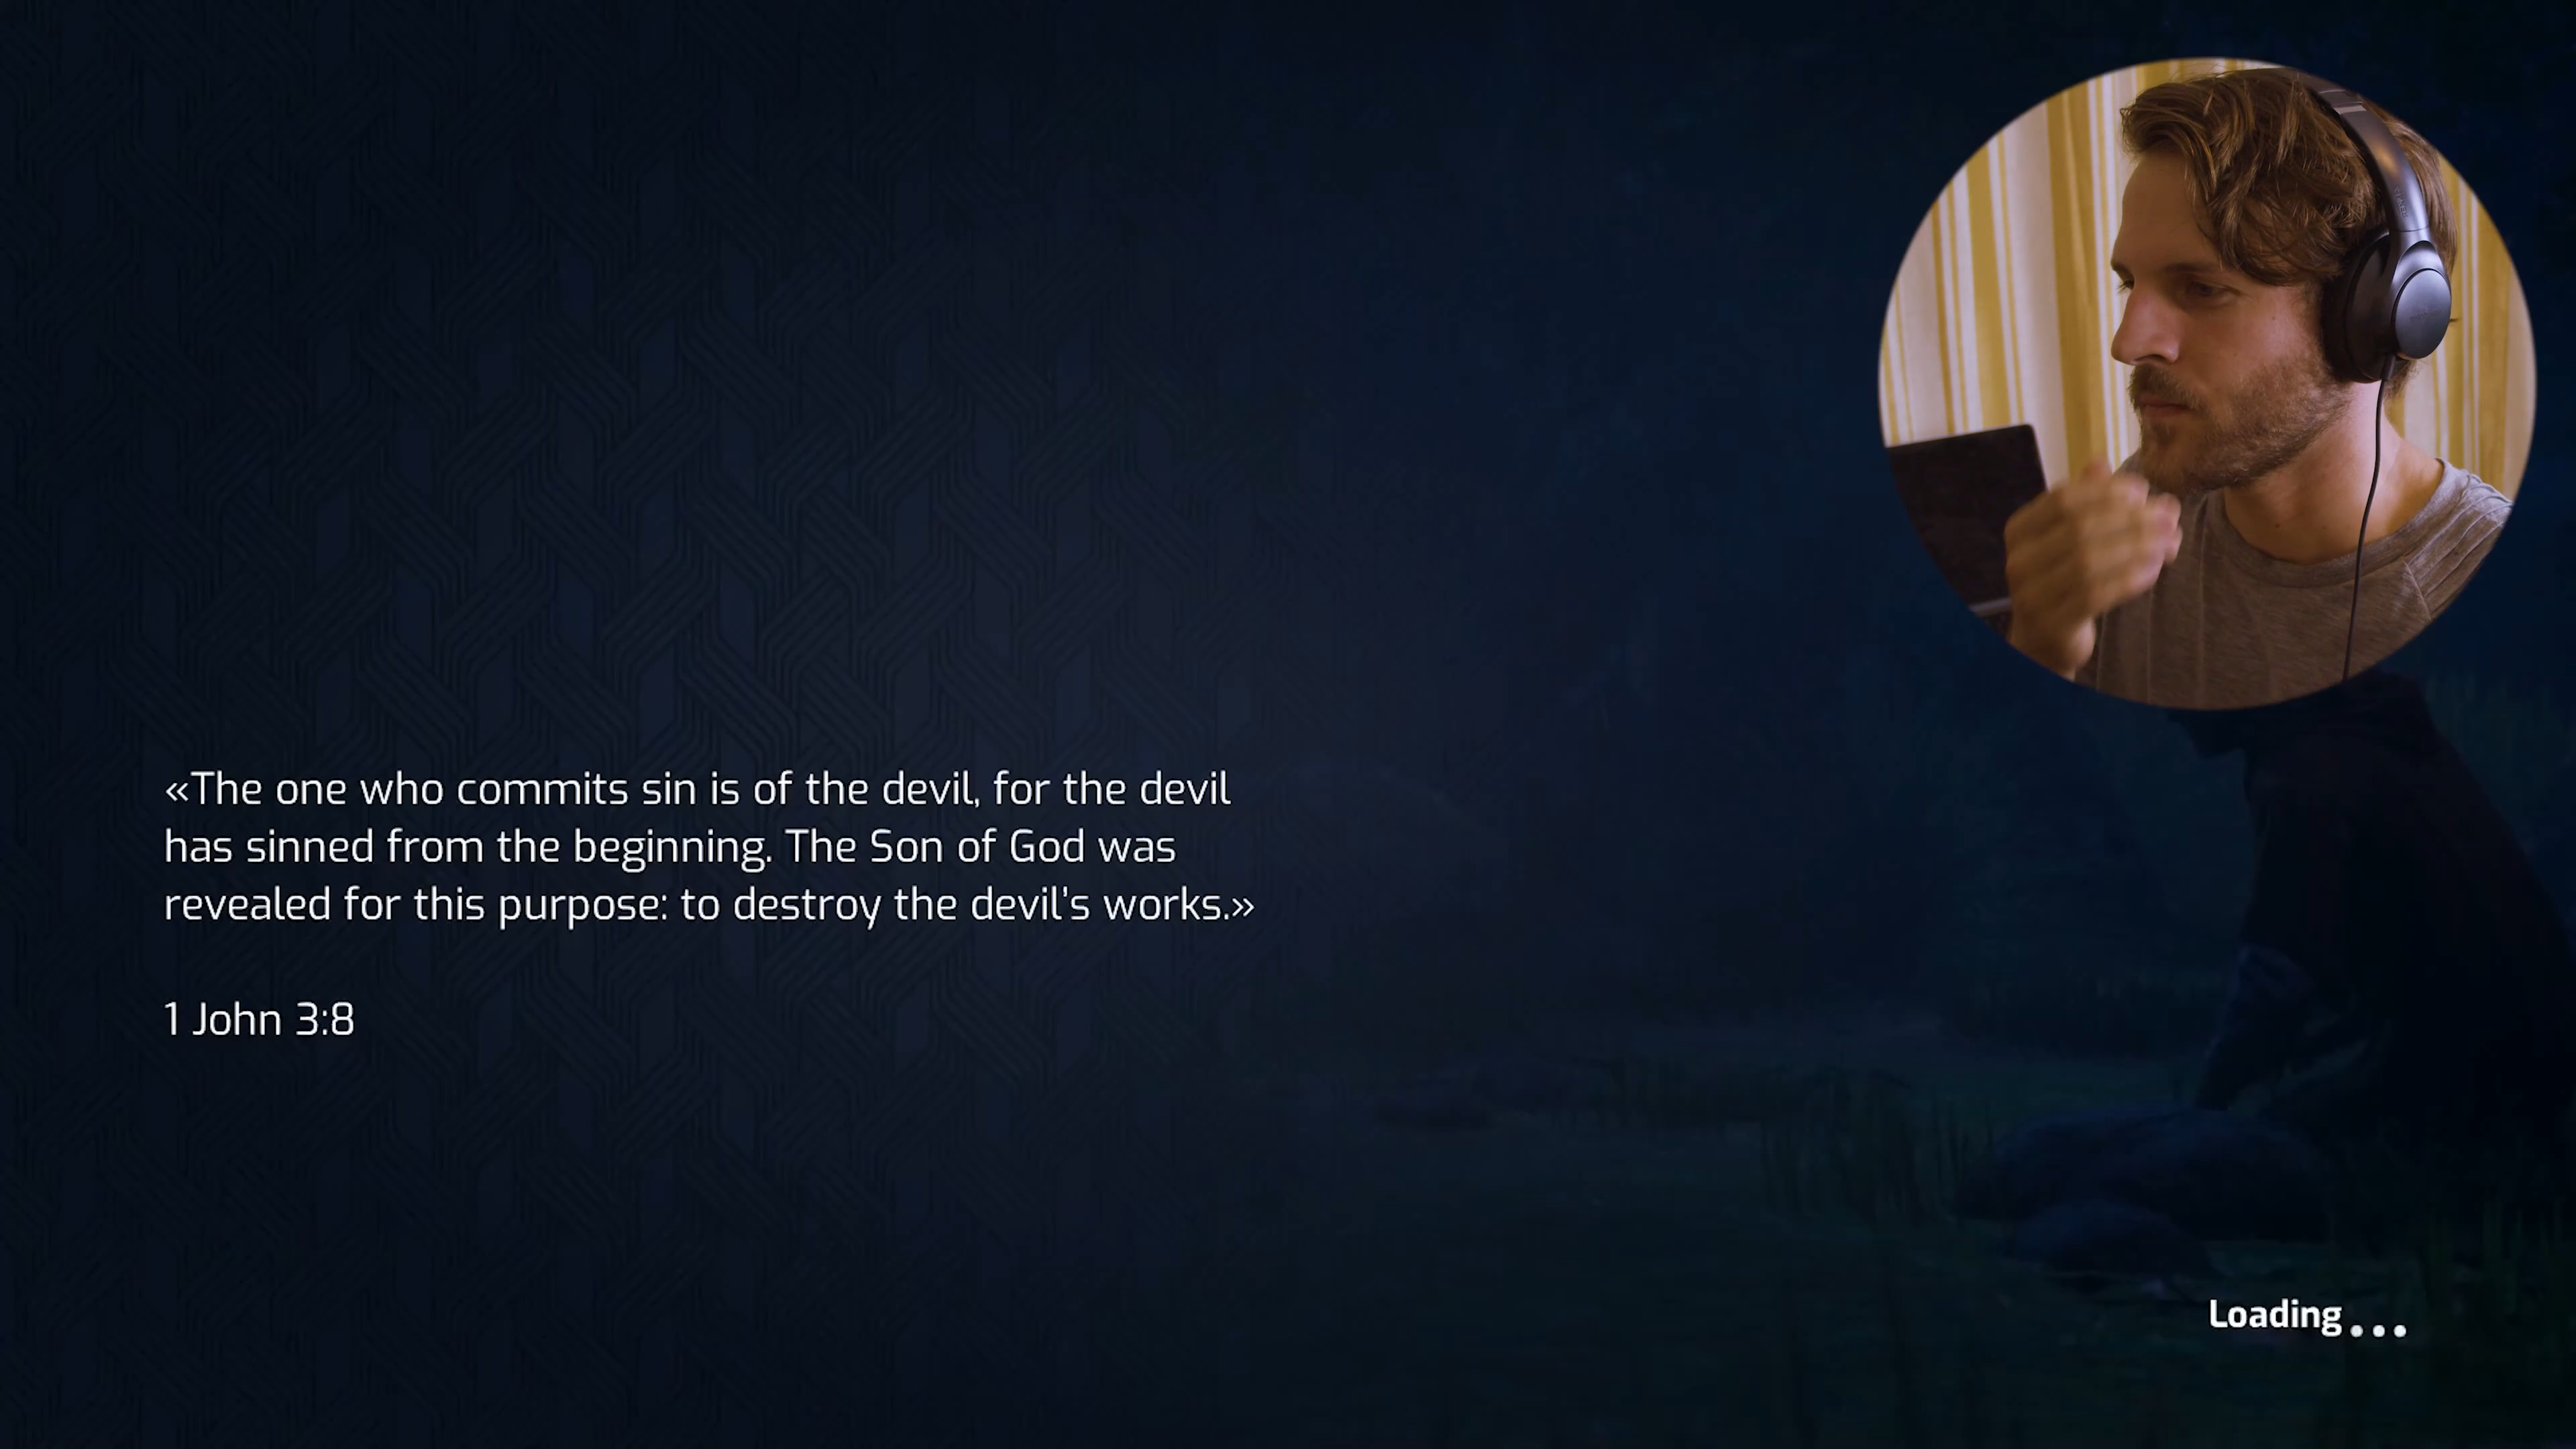 «The one who commits sin is of the devil, for the devil
has sinned from the beginning. The Son of God was
revealed for this purpose: to destroy the devil's works.»
1 John 3:8
Loading...